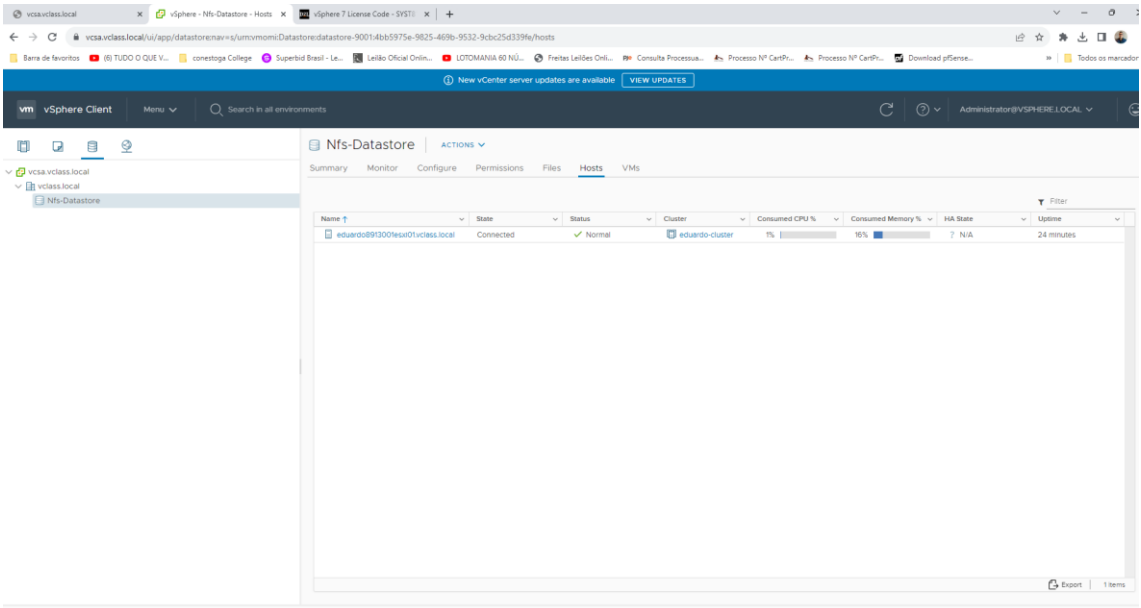 vcsa.vclass.local
vSphere - Nfs-Datastore - Hosts
vSphere 7 License Code - SYST
vcsa.vclass.local/ui/app/datastore;nav=s/urn:vmomi:Datastore:datastore-9001:4bb5975e-9825-469b-9532-9cbc25d339fe/hosts
Barra de favoritos (6) TUDO O QUE V... conestoga College Superbid Brasil - Le... Leilão Oficial Onlin... LOTOMANIA 60 NÚ... Freitas Leilões Onli... Consulta Processua... Processo Nº CartPr... Processo Nº CartPr... Download pfSense... » Todos os marcador
New vCenter server updates are available VIEW UPDATES
vm vSphere Client Menu Search in all environments Administrator@VSPHERE.LOCAL
Nfs-Datastore ACTIONS
Summary Monitor Configure Permissions Files Hosts VMs
vcsa.vclass.local
vclass.local
Nfs-Datastore
Filter
Name State Status Cluster Consumed CPU % Consumed Memory % HA State Uptime
eduardo8913001esxi01.vclass.local Connected Normal eduardo-cluster 1% 16% ? N/A 24 minutes
Export 1 items